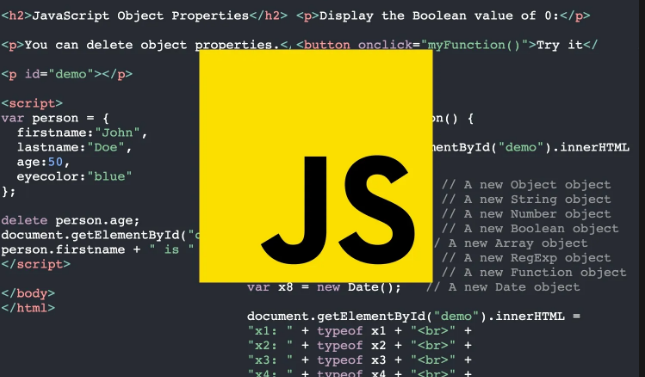 <h2>JavaScript Object Properties</h2>
<p>You can delete object properties.<
<p id="demo"></p>
<script>
var person = {
firstname:"John",
lastname:"Doe",
age:50,
eyecolor:"blue"
};
delete person.age;
document.getElementById("
person.firstname + " is "
</script>
</body>
</html>
<p>Display the Boolean value of 0:</p>
<button onclick="myFunction()">Try it</
() {
ById("demo").innerHTML
// A new Object object
// A new String object
// A new Number object
// A new Boolean object
/ A new Array object
// A new RegExp object
// A new Function object
var x8 = new Date(); // A new Date object
document.getElementById("demo").innerHTML =
"x1: " + typeof x1 + "<br>" +
"x2: " + typeof x2 + "<br>" +
"x3: " + typeof x3 + "<br>" +
"x4: " + typeof x4 + "<br>" +
JS